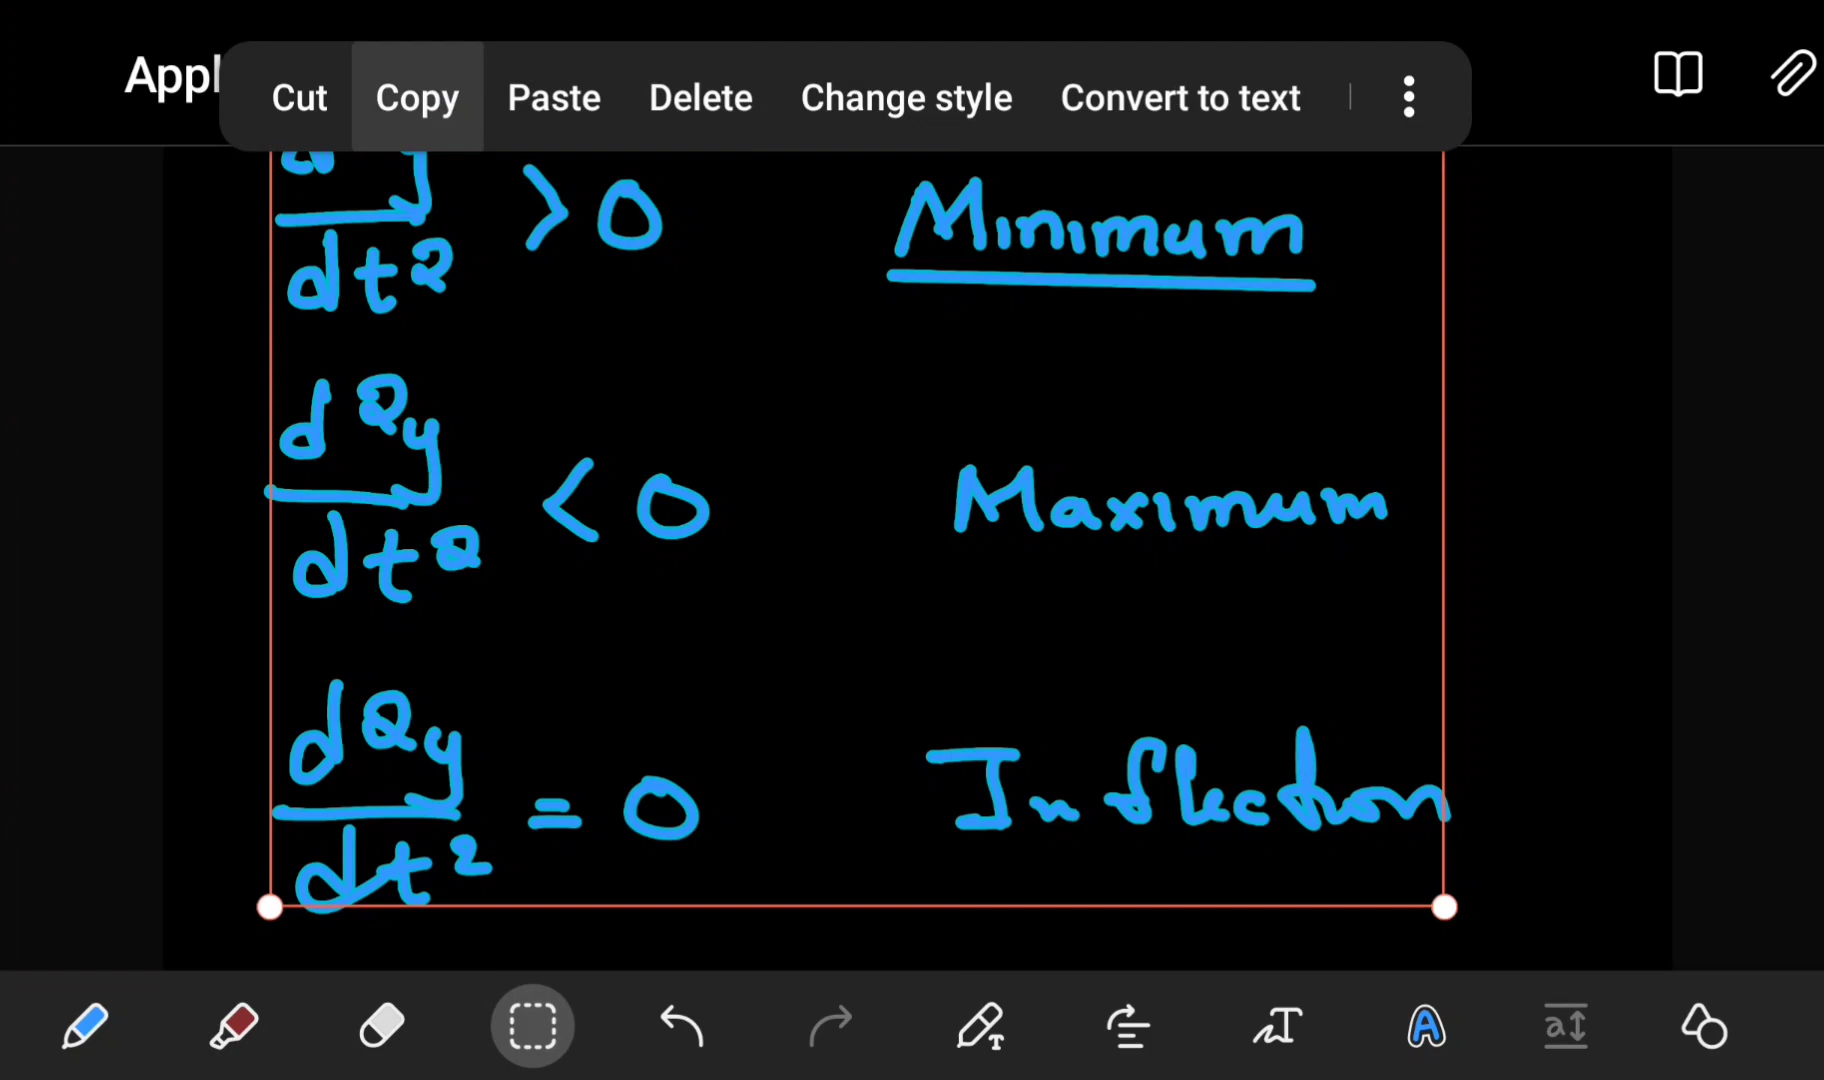 Appl
Cut Copy Paste Delete Change style Convert to text
d²y/dt² > 0 Minimum
d²y/dt² < 0 Maximum
d²y/dt² = 0 Inflection